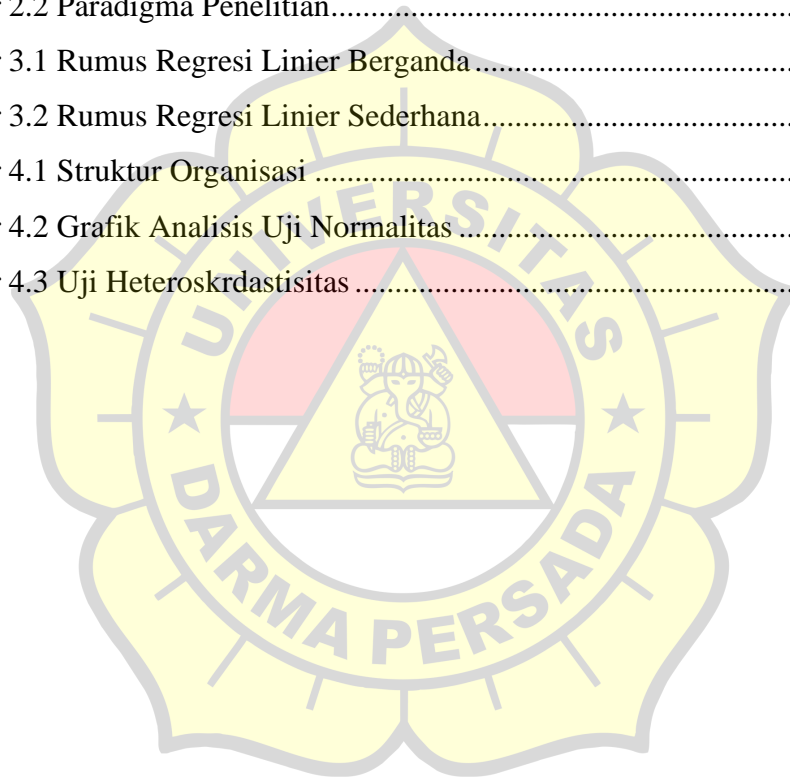 r 2.2 Paradigma Penelitian....................................................................
r 3.1 Rumus Regresi Linier Berganda....................................................
r 3.2 Rumus Regresi Linier Sederhana...................................................
r 4.1 Struktur Organisasi ........................................................................
r 4.2 Grafik Analisis Uji Normalitas......................................................
r 4.3 Uji Heteroskrdastisitas ..................................................................
UNIVERSITAS
DARMA PERSADA